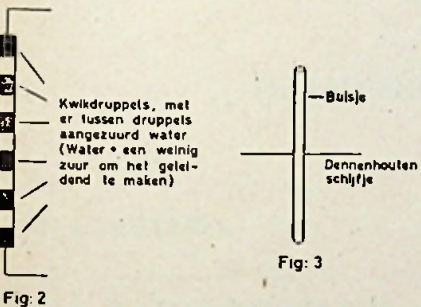 Kwikdruppels, met
er tussen druppels
aangezuurd water
(Water + een weinig
zuur om het gelei-
dend te maken)
Fig: 2
Buisje
Dennenhouten
schijfje
Fig: 3